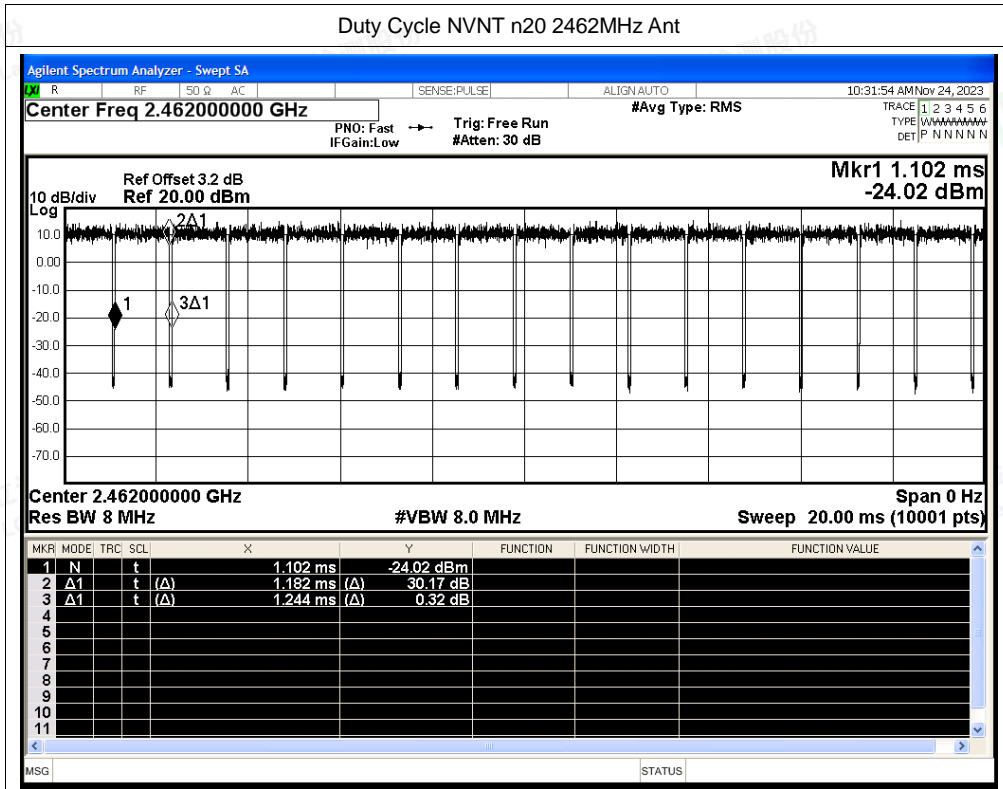 Duty Cycle NVNT n20 2462MHz Ant
Agilent Spectrum Analyzer - Swept SA
LXI R RF 50 Ω AC SENSE:PULSE ALIGN AUTO 10:31:54 AM Nov 24, 2023
Center Freq 2.462000000 GHz #Avg Type: RMS TRACE 1 2 3 4 5 6
PNO: Fast Trig: Free Run TYPE WWWWWW
IFGain:Low #Atten: 30 dB DET P N N N N N
Mkr1 1.102 ms
Ref Offset 3.2 dB
10 dB/div Ref 20.00 dBm -24.02 dBm
Log
2Δ1
10.0
0.00
-10.0
1 3Δ1
-20.0
-30.0
-40.0
-50.0
-60.0
-70.0
Center 2.462000000 GHz Span 0 Hz
Res BW 8 MHz #VBW 8.0 MHz Sweep 20.00 ms (10001 pts)
MKR MODE TRC SCL X Y FUNCTION FUNCTION WIDTH FUNCTION VALUE
1 N t 1.102 ms -24.02 dBm
2 Δ1 t (Δ) 1.182 ms (Δ) 30.17 dB
3 Δ1 t (Δ) 1.244 ms (Δ) 0.32 dB
4
5
6
7
8
9
10
11
MSG STATUS